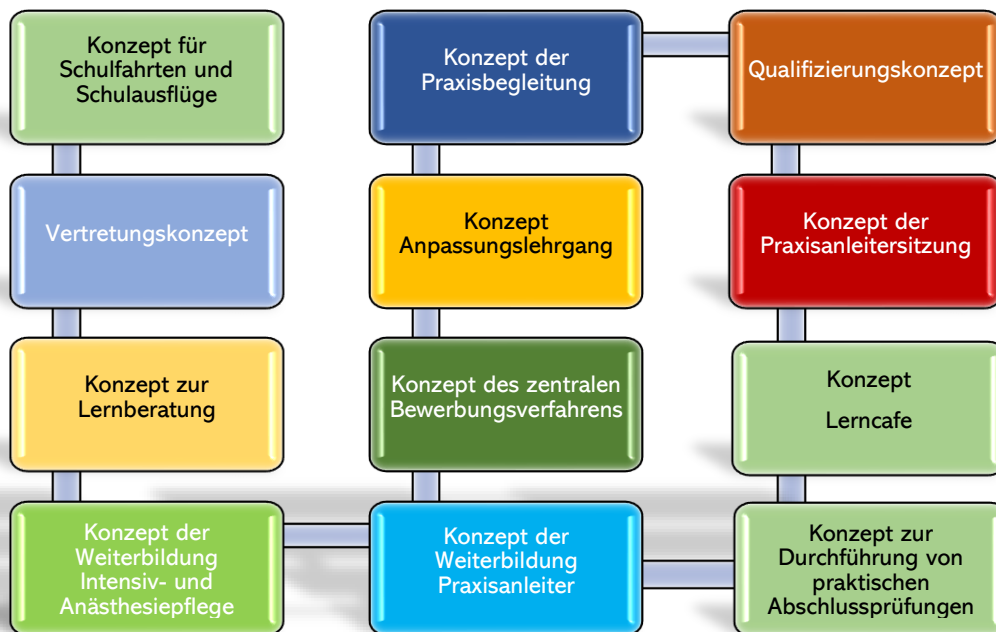 Konzept für
Schulfahrten und
Schulausflüge
Vertretungskonzept
Konzept zur
Lernberatung
Konzept der
Weiterbildung
Intensiv- und
Anästhesiepflege
Konzept der
Weiterbildung
Praxisanleiter
Konzept des zentralen
Bewerbungsverfahrens
Konzept
Anpassungslehrgang
Konzept der
Praxisbegleitung
Qualifizierungskonzept
Konzept der
Praxisanleitersitzung
Konzept
Lerncafe
Konzept zur
Durchführung von
praktischen
Abschlussprüfungen